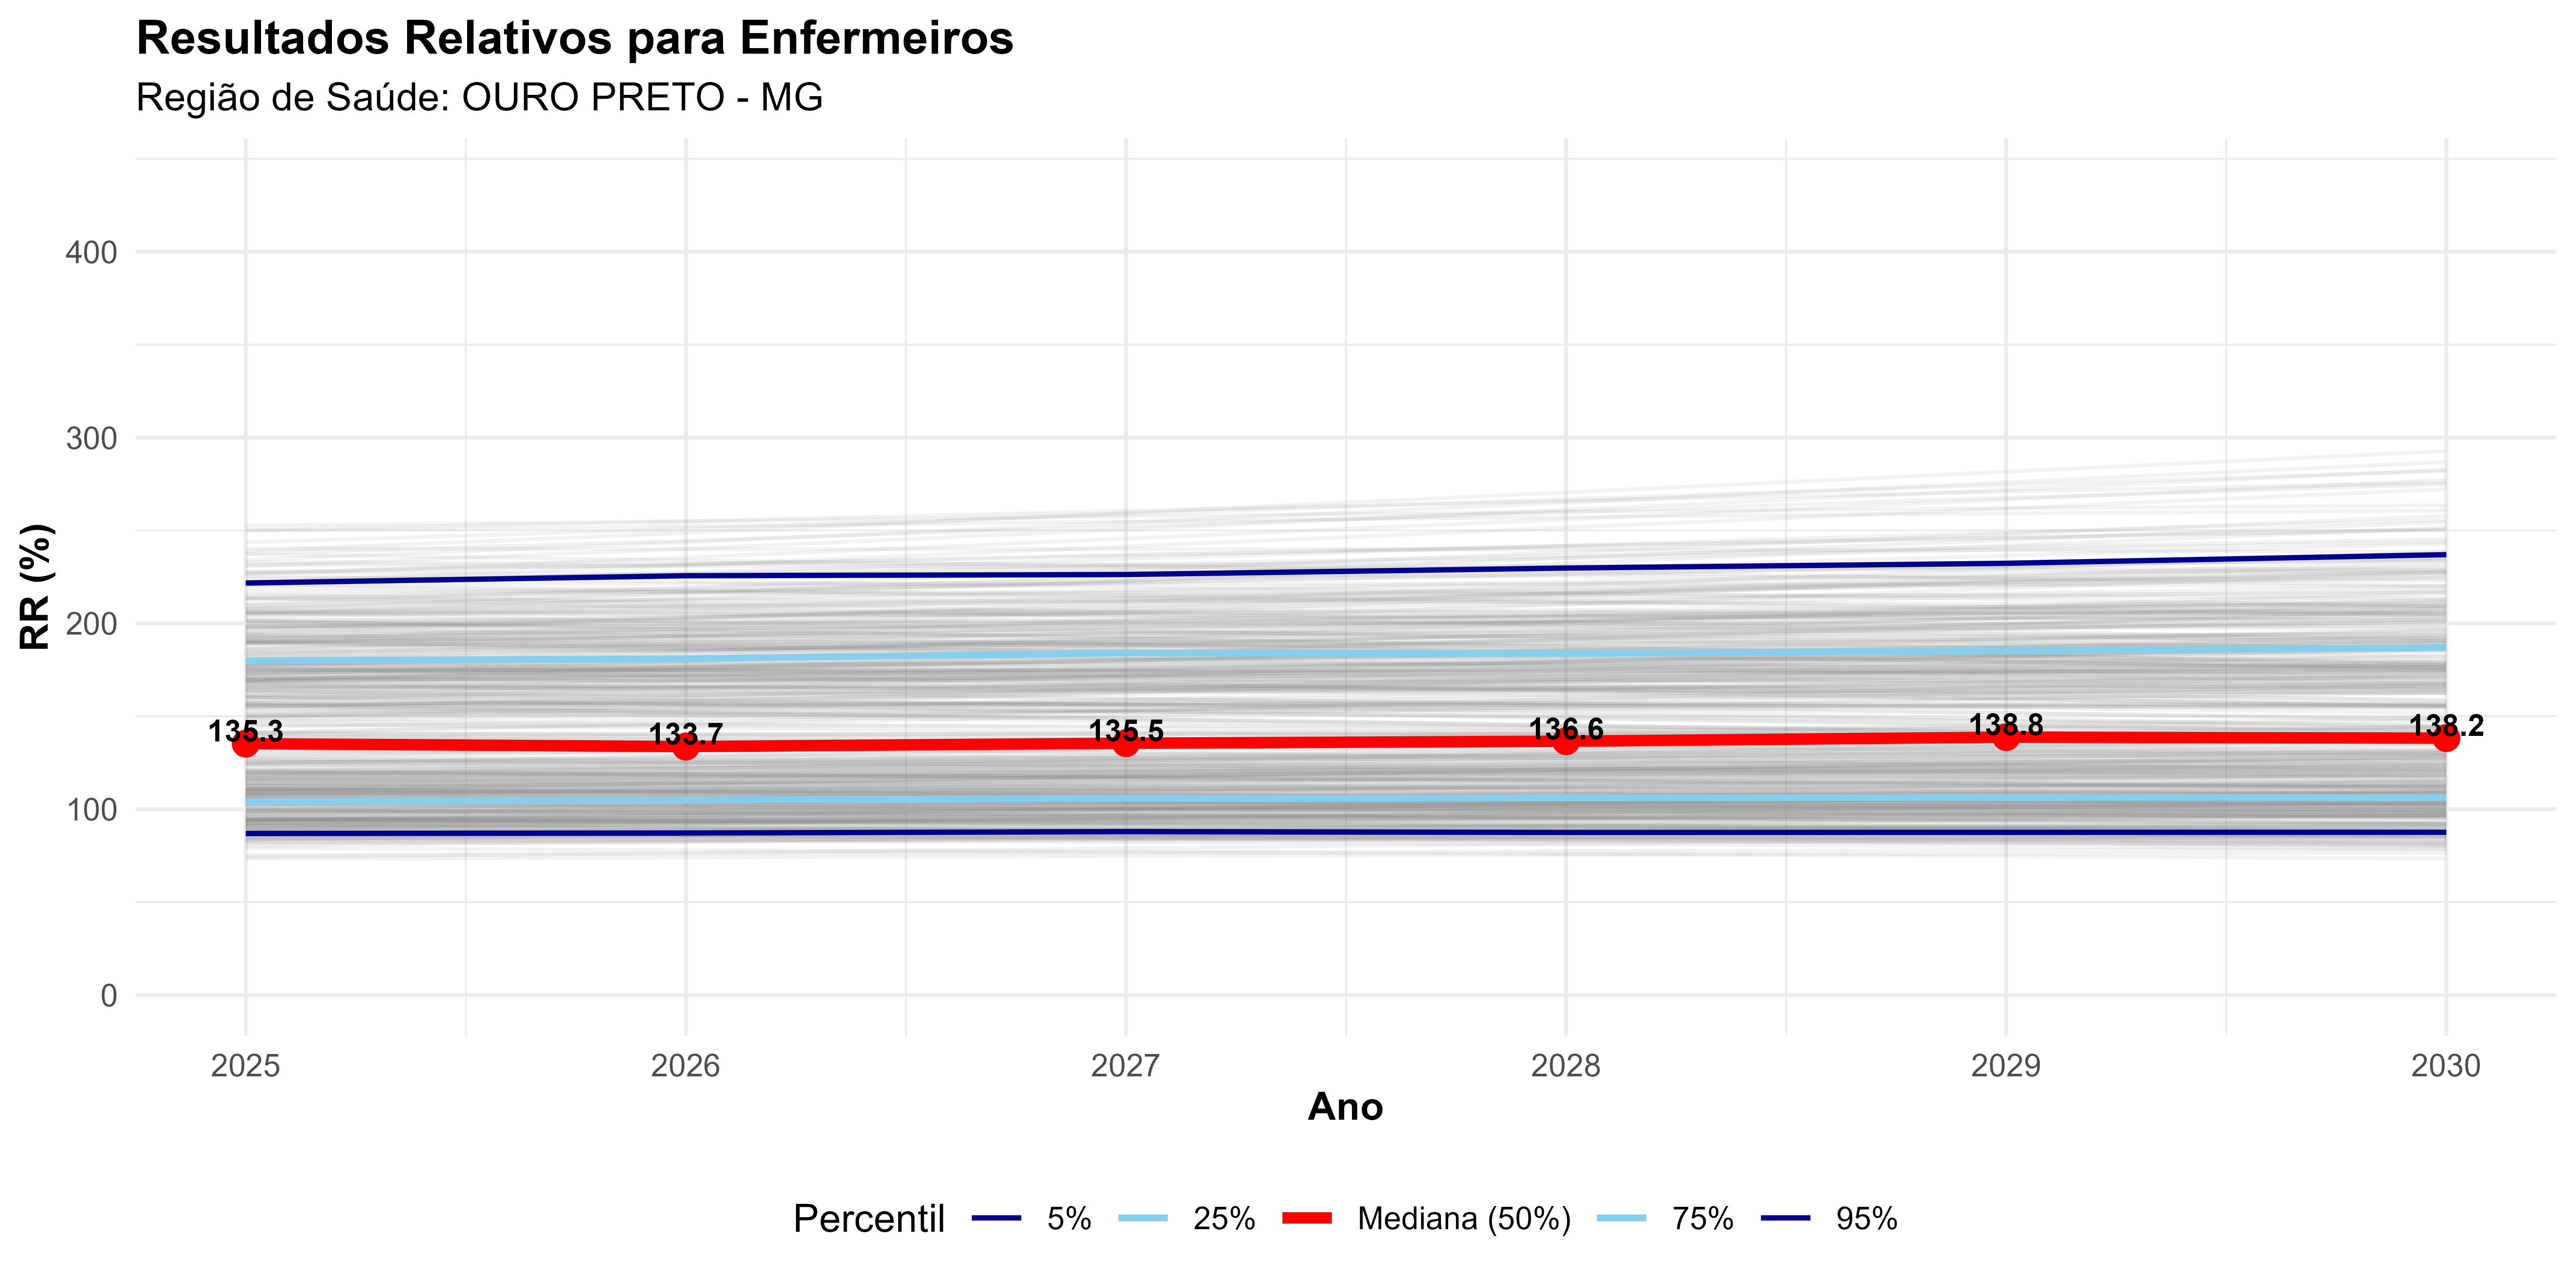 Resultados Relativos para Enfermeiros
Região de Saúde: OURO PRETO - MG
RR (%)
400
300
200
100
0
135.3 133.7 135.5 136.6 138.8 138.2
2025 2026 2027 2028 2029 2030
Ano
Percentil 5% 25% Mediana (50%) 75% 95%